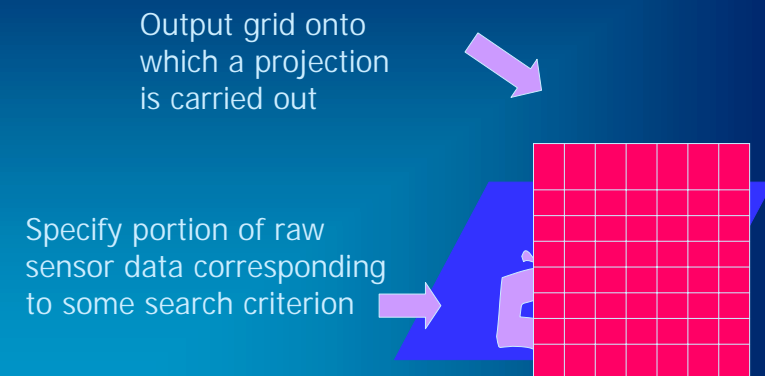 Output grid onto
which a projection
is carried out
Specify portion of raw
sensor data corresponding
to some search criterion